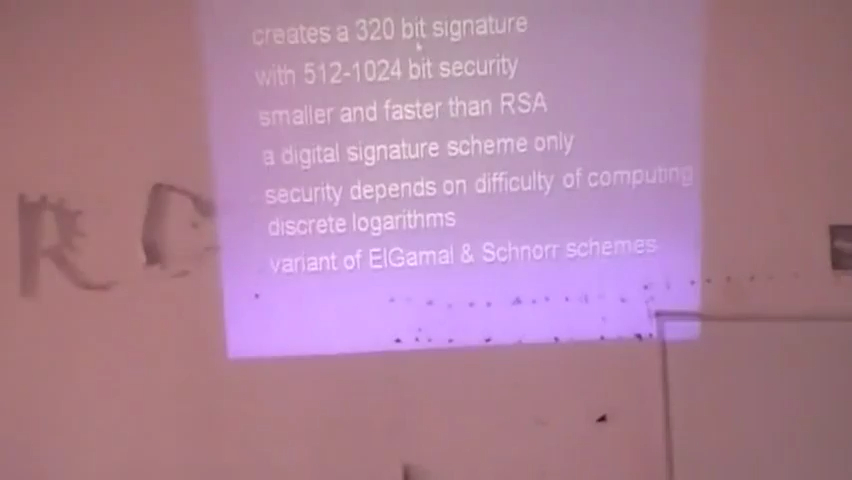 creates a 320 bit signature
with 512-1024 bit security
smaller and faster than RSA
a digital signature scheme only
security depends on difficulty of computing
discrete logarithms
variant of ElGamal & Schnorr schemes
R